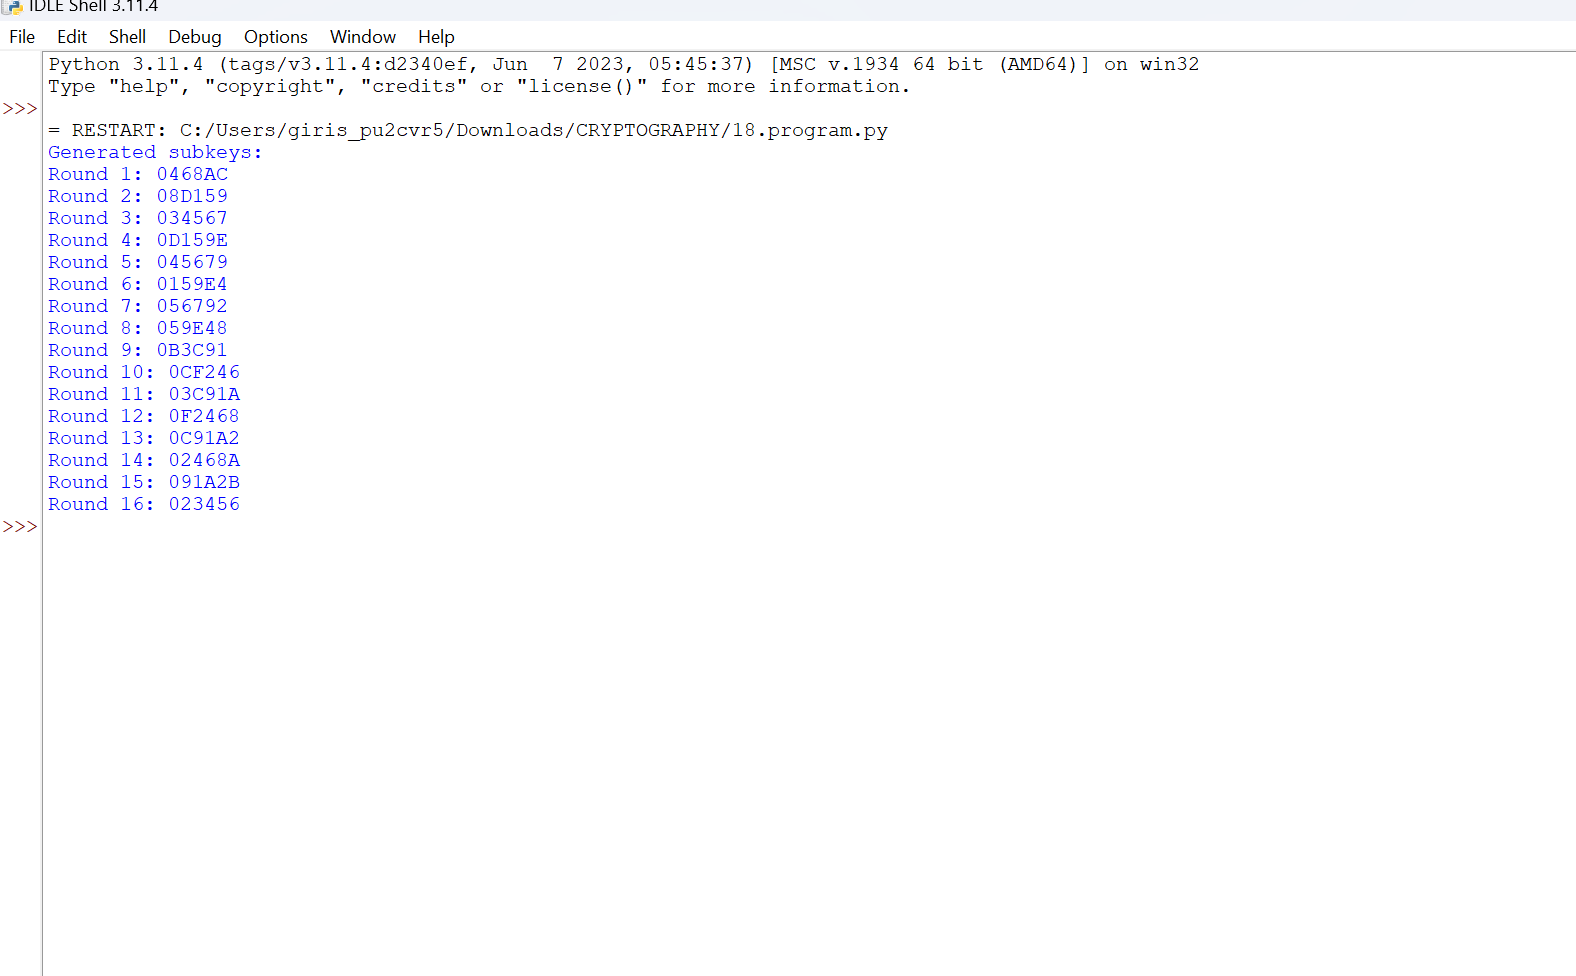 IDLE Shell 3.11.4
File Edit Shell Debug Options Window Help
Python 3.11.4 (tags/v3.11.4:d2340ef, Jun  7 2023, 05:45:37) [MSC v.1934 64 bit (AMD64)] on win32
Type "help", "copyright", "credits" or "license()" for more information.
>>>
= RESTART: C:/Users/giris_pu2cvr5/Downloads/CRYPTOGRAPHY/18.program.py
Generated subkeys:
Round 1: 0468AC
Round 2: 08D159
Round 3: 034567
Round 4: 0D159E
Round 5: 045679
Round 6: 0159E4
Round 7: 056792
Round 8: 059E48
Round 9: 0B3C91
Round 10: 0CF246
Round 11: 03C91A
Round 12: 0F2468
Round 13: 0C91A2
Round 14: 02468A
Round 15: 091A2B
Round 16: 023456
>>>